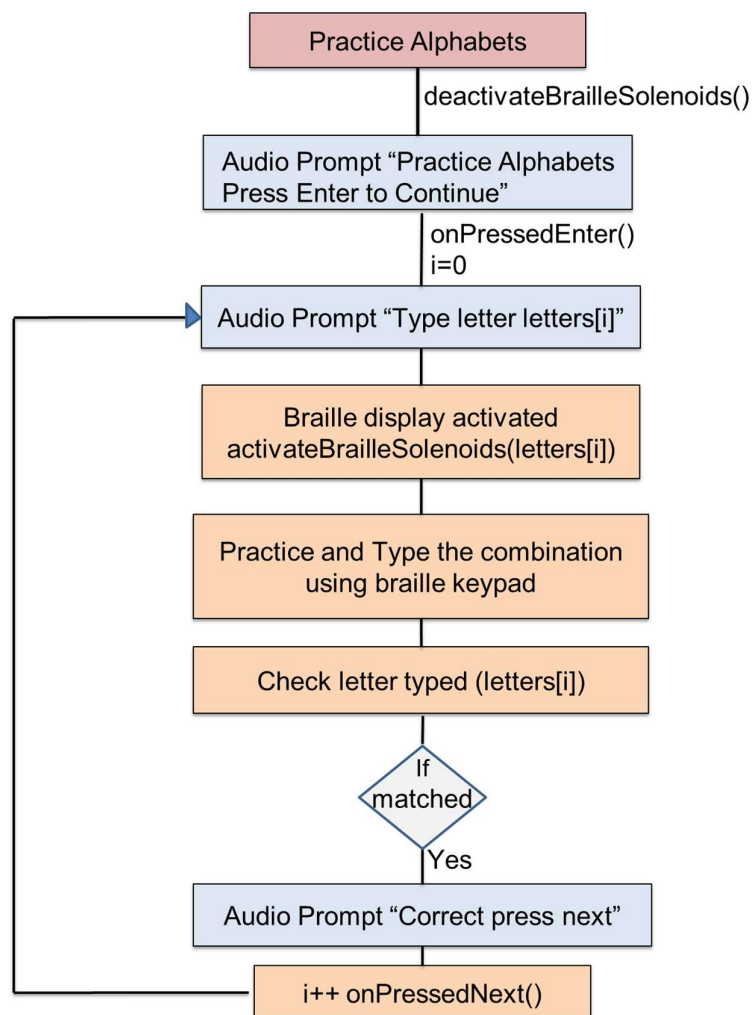 Practice Alphabets
deactivateBrailleSolenoids()
Audio Prompt “Practice Alphabets
Press Enter to Continue”
onPressedEnter()
i=0
Audio Prompt “Type letter letters[i]”
Braille display activated
activateBrailleSolenoids(letters[i])
Practice and Type the combination
using braille keypad
Check letter typed (letters[i])
If
matched
Yes
Audio Prompt “Correct press next”
i++ onPressedNext()